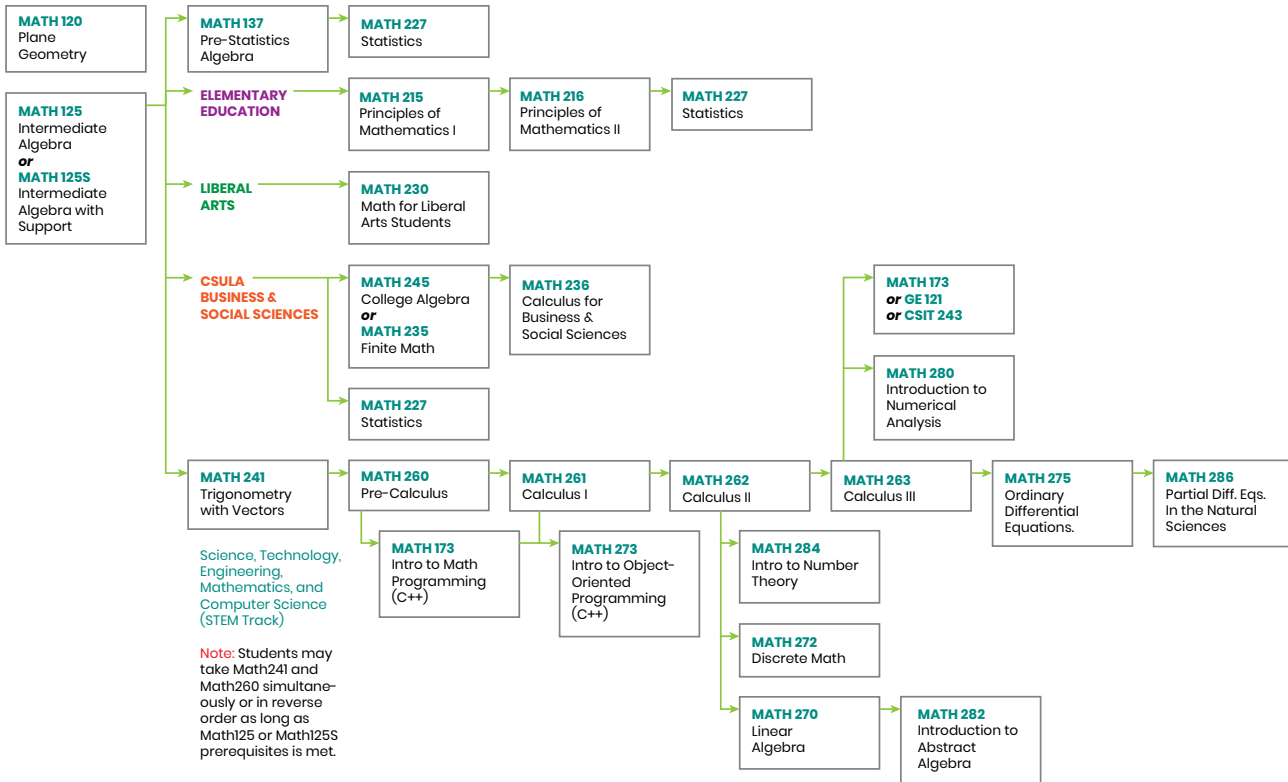 MATH 120
Plane
Geometry
MATH 137
Pre-Statistics
Algebra
MATH 227
Statistics
MATH 125
Intermediate
Algebra
or
MATH 125S
Intermediate
Algebra with
Support
ELEMENTARY
EDUCATION
MATH 215
Principles of
Mathematics I
MATH 216
Principles of
Mathematics II
MATH 227
Statistics
LIBERAL
ARTS
MATH 230
Math for Liberal
Arts Students
CSULA
BUSINESS &
SOCIAL SCIENCES
MATH 245
College Algebra
or
MATH 235
Finite Math
MATH 236
Calculus for
Business &
Social Sciences
MATH 227
Statistics
MATH 173
or GE 121
or CSIT 243
MATH 280
Introduction to
Numerical
Analysis
MATH 241
Trigonometry
with Vectors
MATH 260
Pre-Calculus
MATH 261
Calculus I
MATH 262
Calculus II
MATH 263
Calculus III
MATH 275
Ordinary
Differential
Equations.
MATH 286
Partial Diff. Eqs.
In the Natural
Sciences
MATH 173
Intro to Math
Programming
(C++)
MATH 273
Intro to Object-
Oriented
Programming
(C++)
MATH 284
Intro to Number
Theory
MATH 272
Discrete Math
MATH 270
Linear
Algebra
MATH 282
Introduction to
Abstract
Algebra
Science, Technology,
Engineering,
Mathematics, and
Computer Science
(STEM Track)
Note: Students may
take Math241 and
Math260 simultane-
ously or in reverse
order as long as
Math125 or Math125S
prerequisites is met.